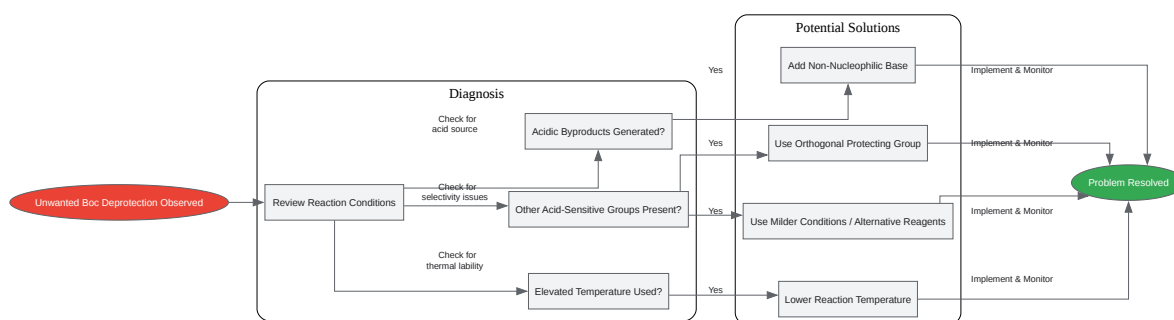 Potential Solutions
Add Non-Nucleophilic Base
Yes
Implement & Monitor
Diagnosis
Check for
acid source
Acidic Byproducts Generated?
Yes
Use Orthogonal Protecting Group
Implement & Monitor
Unwanted Boc Deprotection Observed
Review Reaction Conditions
Check for
selectivity issues
Other Acid-Sensitive Groups Present?
Yes
Use Milder Conditions / Alternative Reagents
Implement & Monitor
Problem Resolved
Check for
thermal lability
Elevated Temperature Used?
Yes
Lower Reaction Temperature
Implement & Monitor